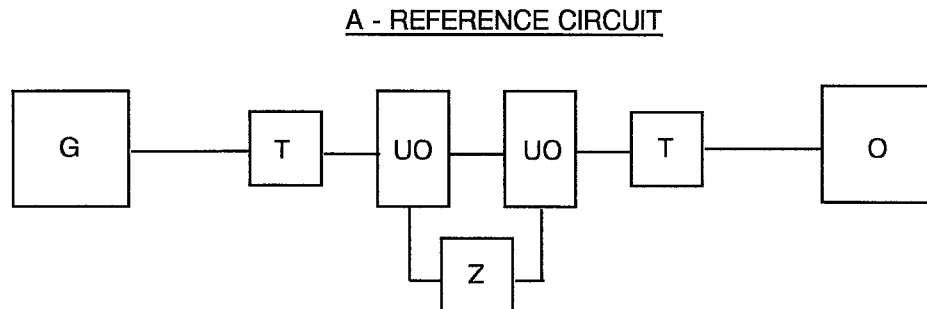 A - REFERENCE CIRCUIT
G T UO UO T O
Z